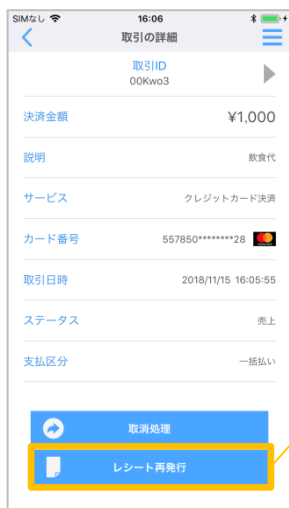 SIMなし 16:06
取引の詳細
取引ID
00Kwo3
決済金額 ¥1,000
説明 飲食代
サービス クレジットカード決済
カード番号 557850********28
取引日時 2018/11/15 16:05:55
ステータス 売上
支払区分 一括払い
取消処理
レシート再発行